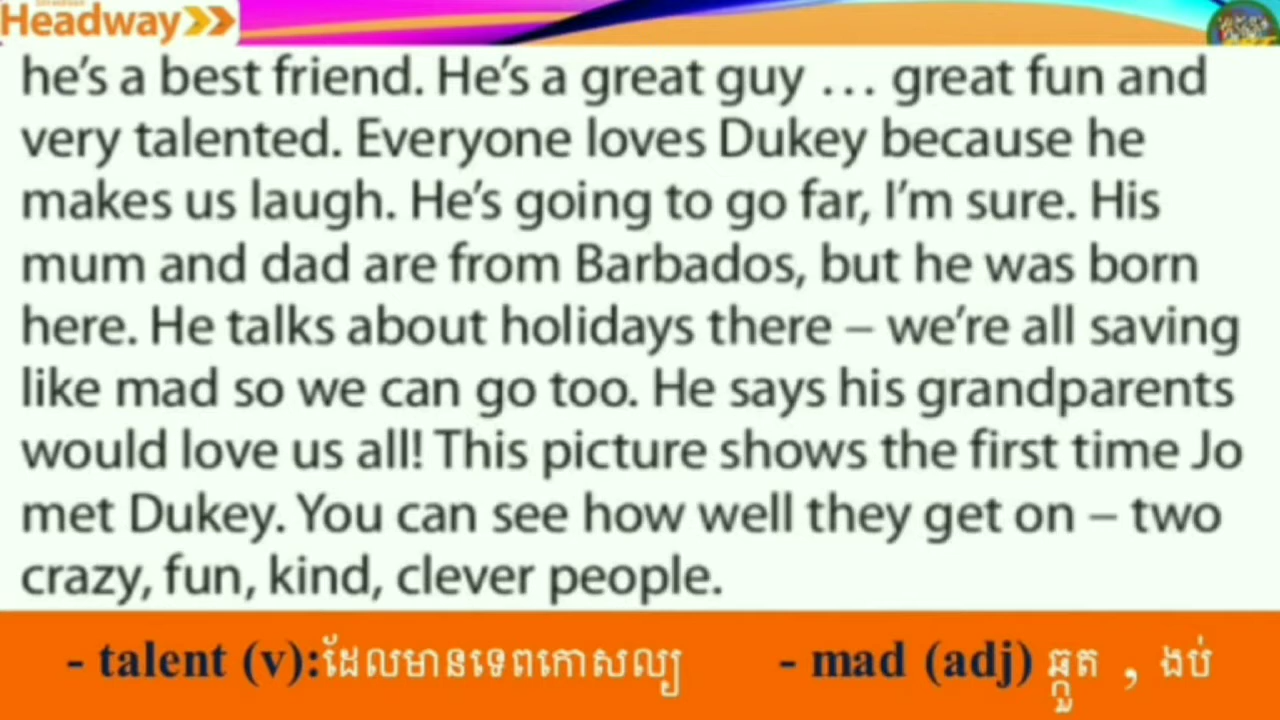 Headway
he's a best friend. He's a great guy … great fun and
very talented. Everyone loves Dukey because he
makes us laugh. He's going to go far, I'm sure. His
mum and dad are from Barbados, but he was born
here. He talks about holidays there – we're all saving
like mad so we can go too. He says his grandparents
would love us all! This picture shows the first time Jo
met Dukey. You can see how well they get on – two
crazy, fun, kind, clever people.
- talent (v):ដែលមានទេពកោសល្យ - mad (adj) ឆ្កួត , ងប់